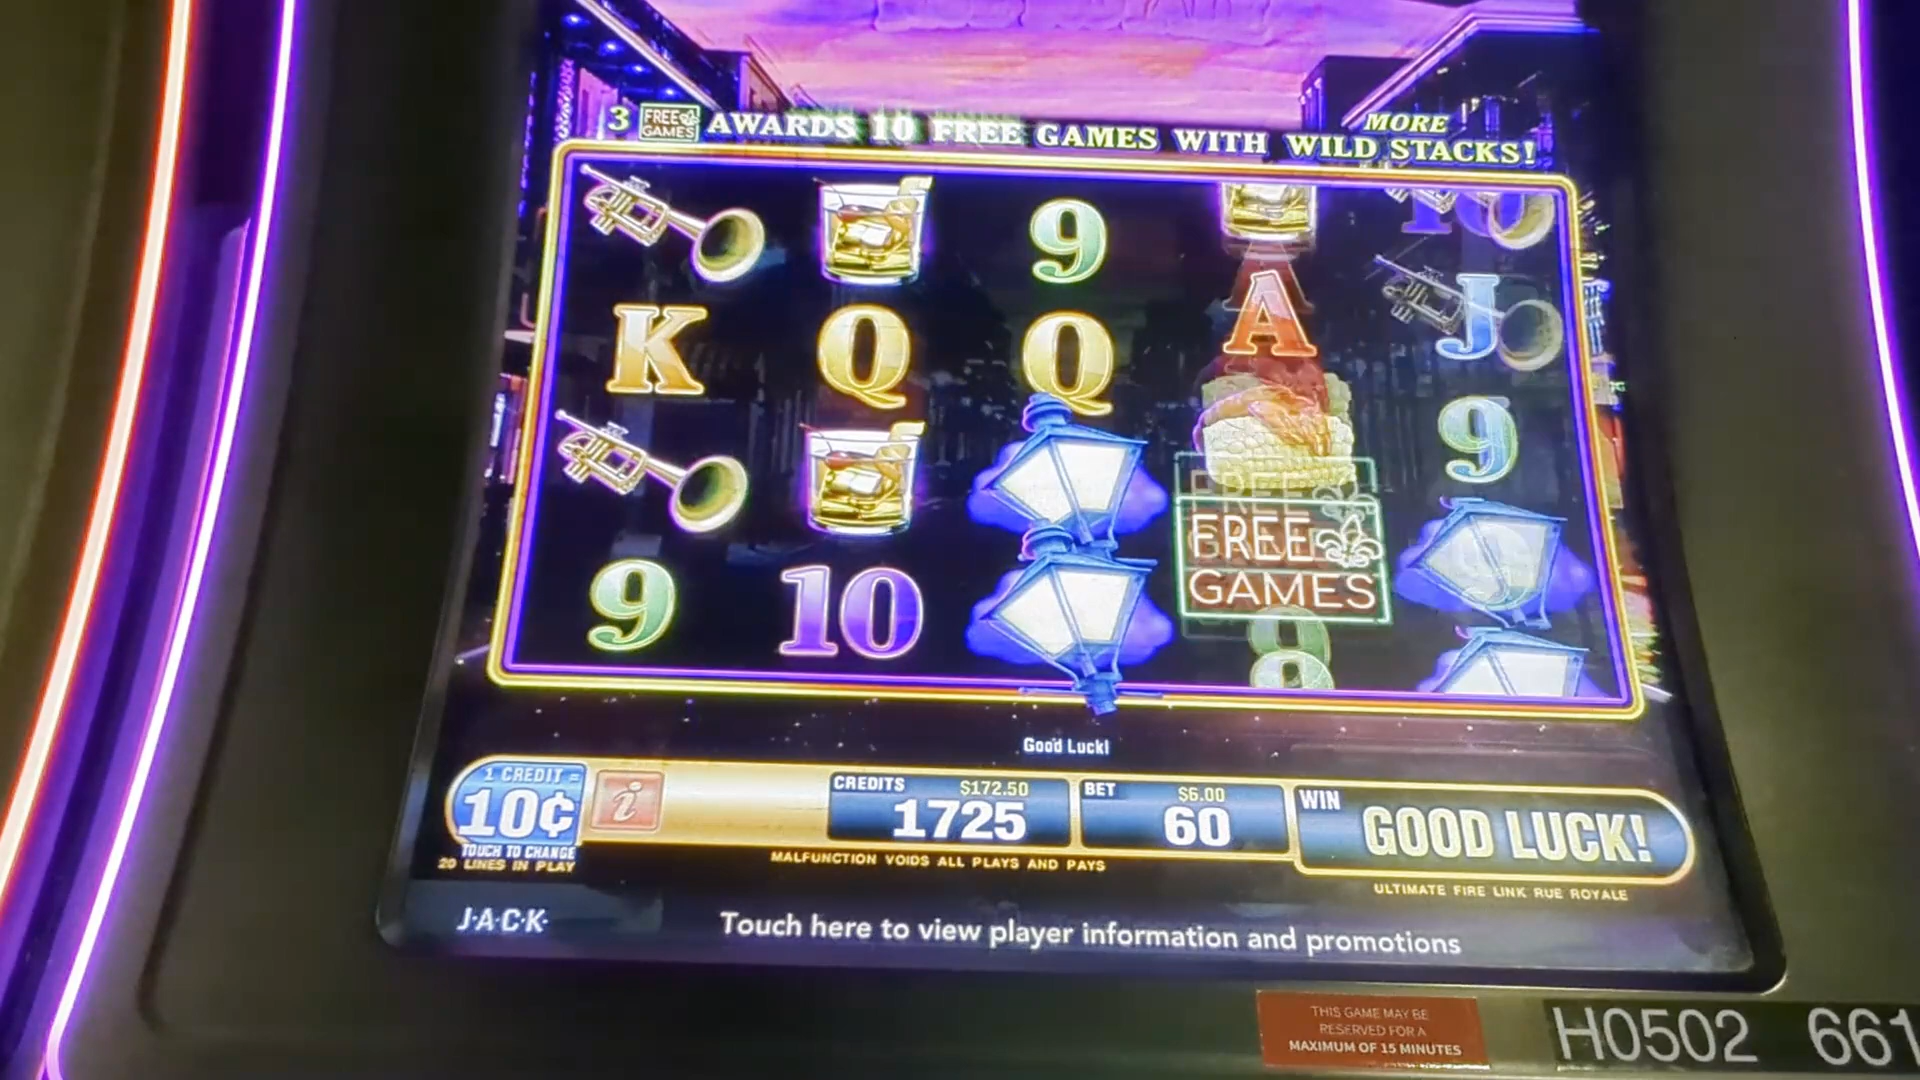 3 FREE GAMES AWARDS 10 FREE GAMES WITH MORE WILD STACKS!
9
10
A
K Q Q J
9
FREE GAMES
9 10
9
Good Luck!
1 CREDIT =
10¢
TOUCH TO CHANGE
20 LINES IN PLAY
i
CREDITS $172.50
1725
BET $6.00
60
WIN GOOD LUCK!
MALFUNCTION VOIDS ALL PLAYS AND PAYS
ULTIMATE FIRE LINK RUE ROYALE
J·A·C·K
Touch here to view player information and promotions
THIS GAME MAY BE
RESERVED FOR A
MAXIMUM OF 15 MINUTES
H0502 661